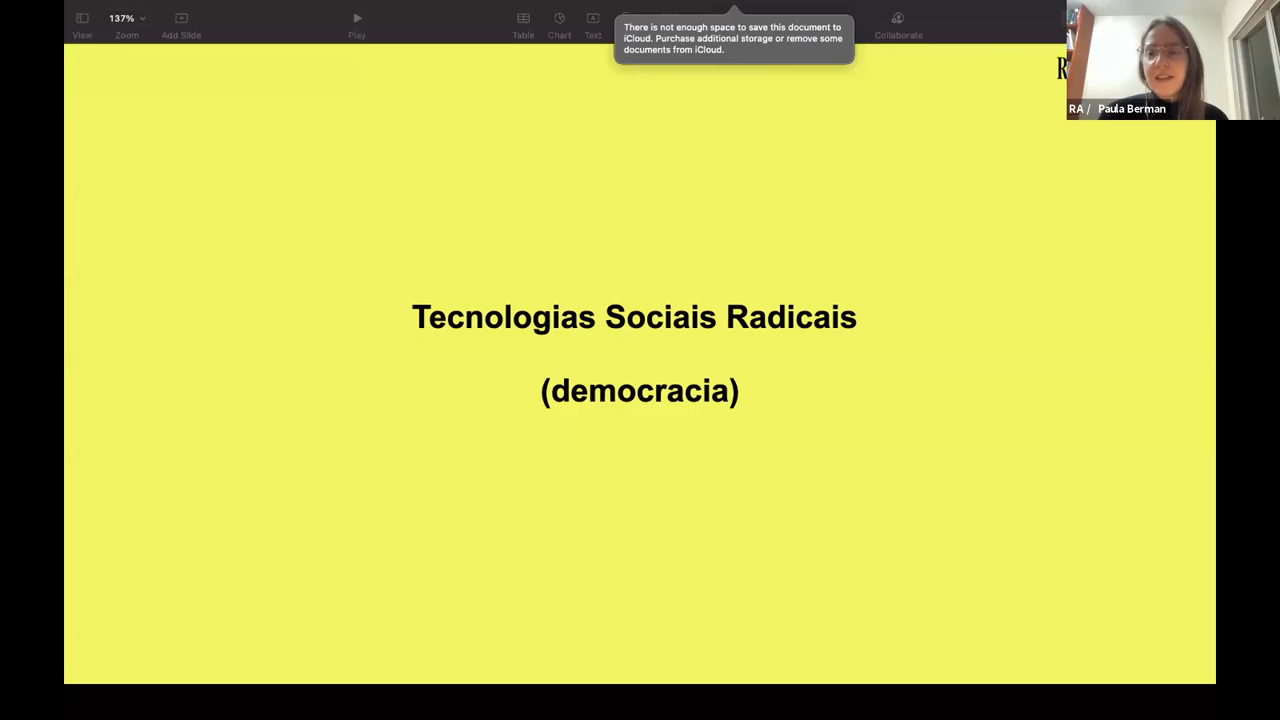 137%
View
Zoom
Add Slide
Play
Table
Chart
Text
Collaborate
There is not enough space to save this document to
iCloud. Purchase additional storage or remove some
documents from iCloud.
R
RA / Paula Berman
Tecnologias Sociais Radicais
(democracia)